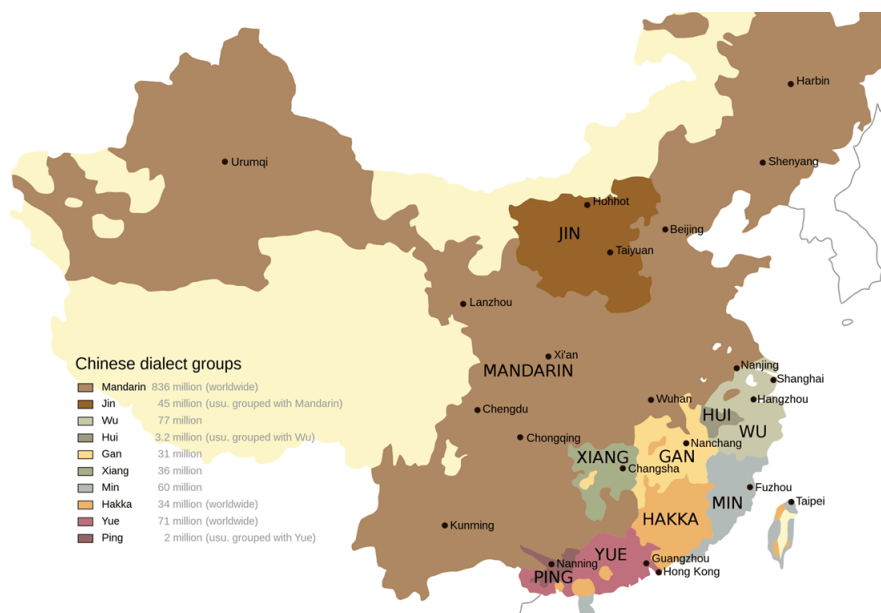 Harbin
Urumqi
Shenyang
Hohhot
JIN
Beijing
Taiyuan
Lanzhou
Xi'an
MANDARIN
Nanjing
Shanghai
Chinese dialect groups
Mandarin 836 million (worldwide)
Jin 45 million (usu. grouped with Mandarin)
Wu 77 million
Hui 3.2 million (usu. grouped with Wu)
Gan 31 million
Xiang 36 million
Min 60 million
Hakka 34 million (worldwide)
Yue 71 million (worldwide)
Ping 2 million (usu. grouped with Yue)
Wuhan
Hangzhou
Chengdu
HUI
WU
Chongqing
Nanchang
XIANG
GAN
Changsha
Fuzhou
MIN
Taipei
HAKKA
Kunming
YUE
Guangzhou
Nanning
Hong Kong
PING